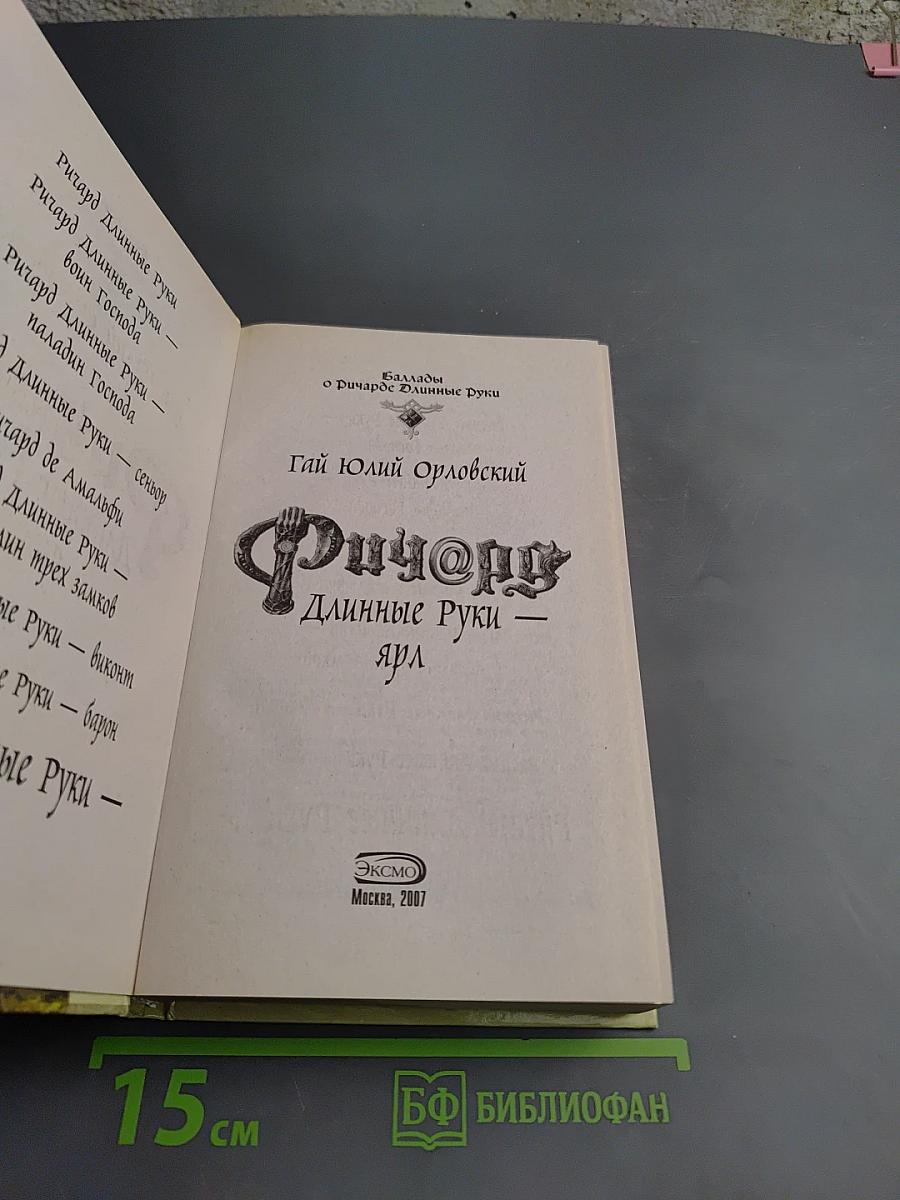 Ричард Длинные Руки
Ричард Длинные Руки —
воин Господа
Ричард Длинные Руки —
паладин Господа
Длинные Руки — сеньор
Ричард де Амальфи
Длинные Руки —
трех замков
Руки — виконт
Руки — барон
Руки —
Баллады
о Ричарде Длинные Руки
Гай Юлий Орловский
Рич@рд
Длинные Руки —
ярл
ЭКСМО
Москва, 2007
15 см
БФ БИБЛИОФАН